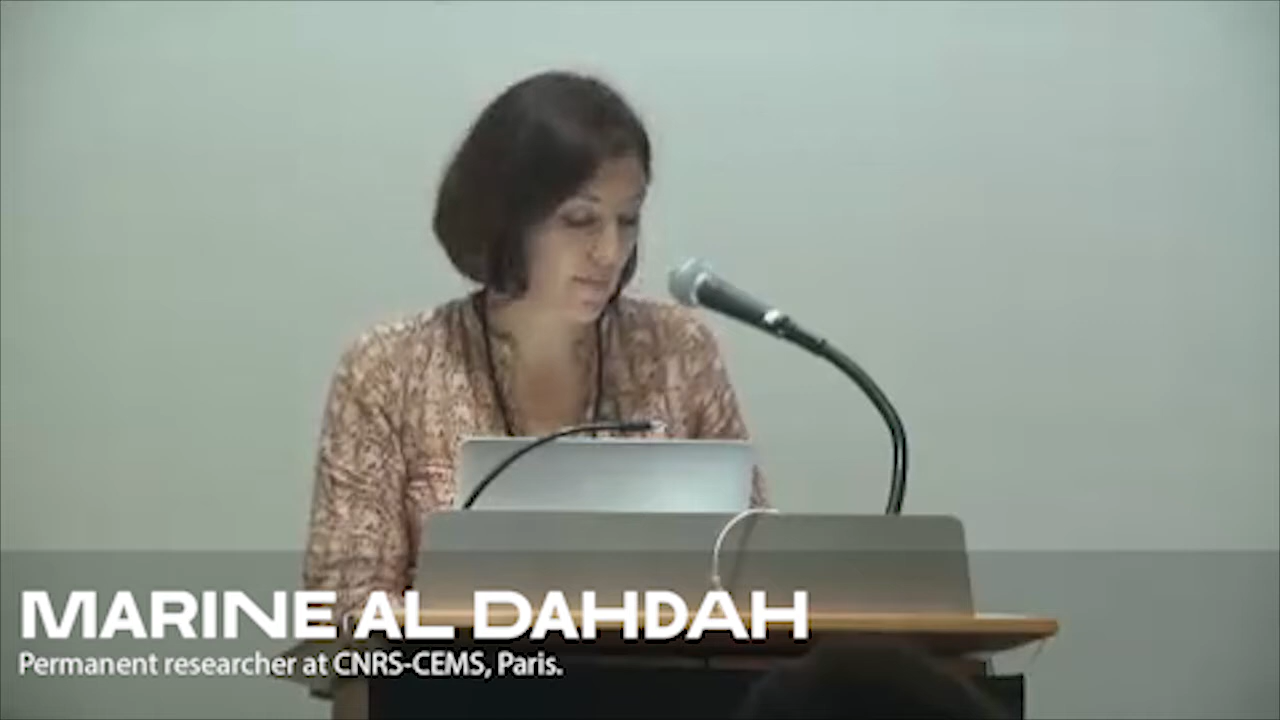 MARINE AL DAHDAH
Permanent researcher at CNRS-CEMS, Paris.